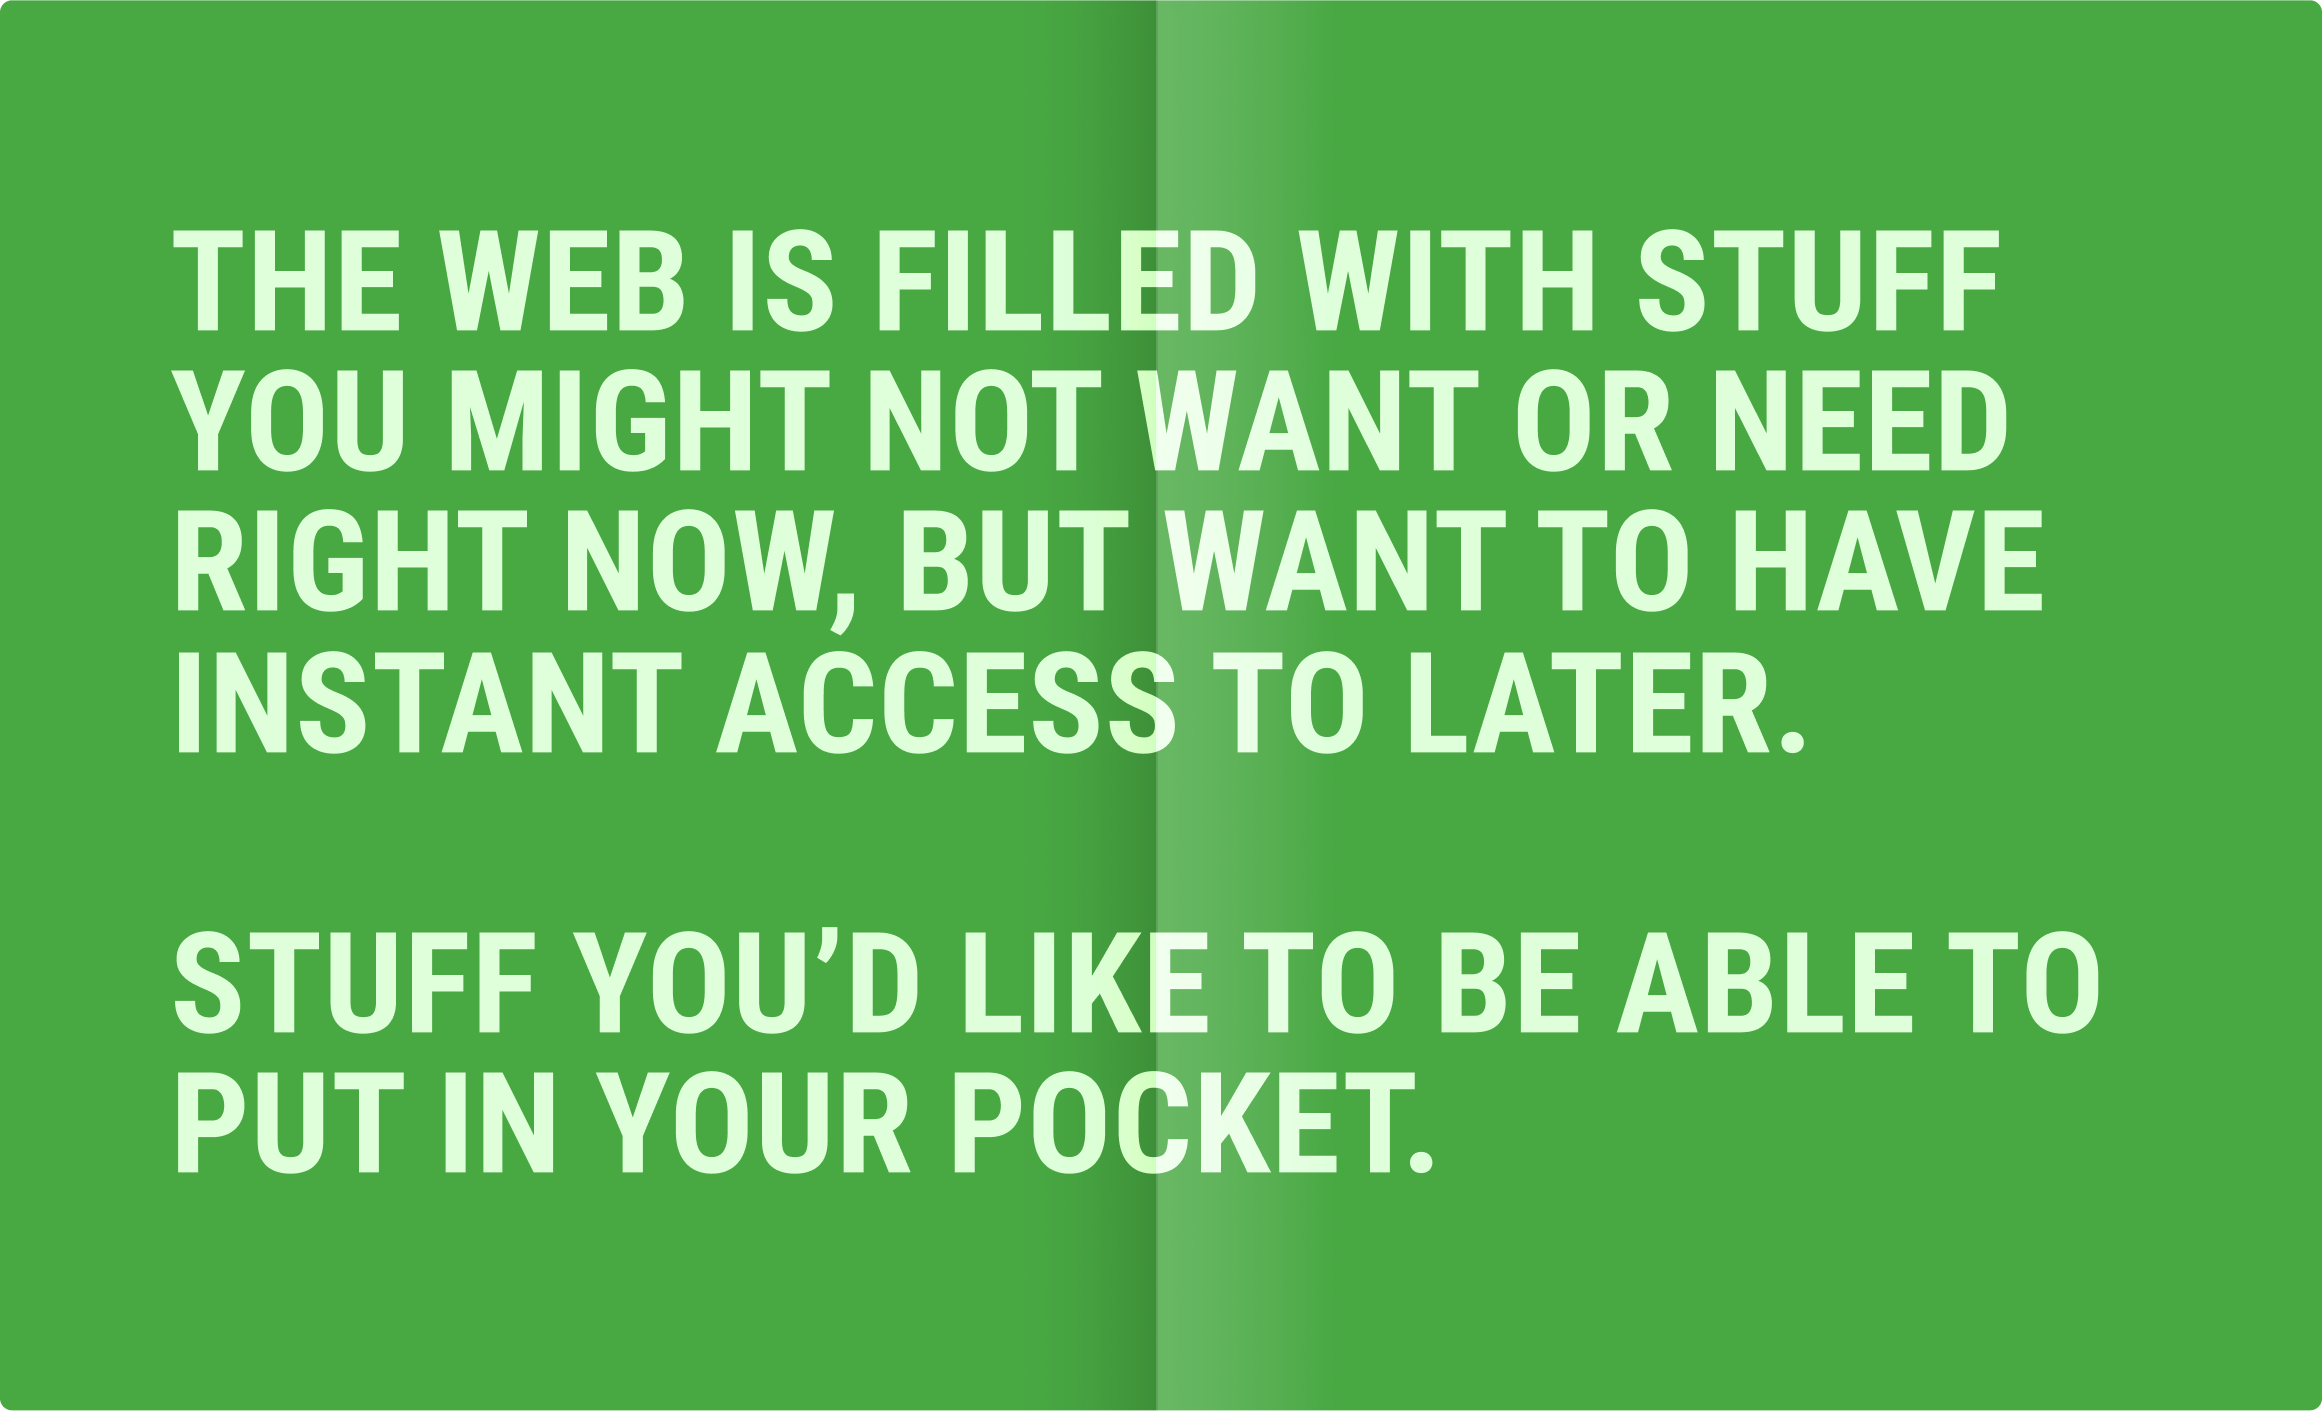 THE WEB IS FILLED WITH STUFF
YOU MIGHT NOT WANT OR NEED
RIGHT NOW, BUT WANT TO HAVE
INSTANT ACCESS TO LATER.
STUFF YOU’D LIKE TO BE ABLE TO
PUT IN YOUR POCKET.